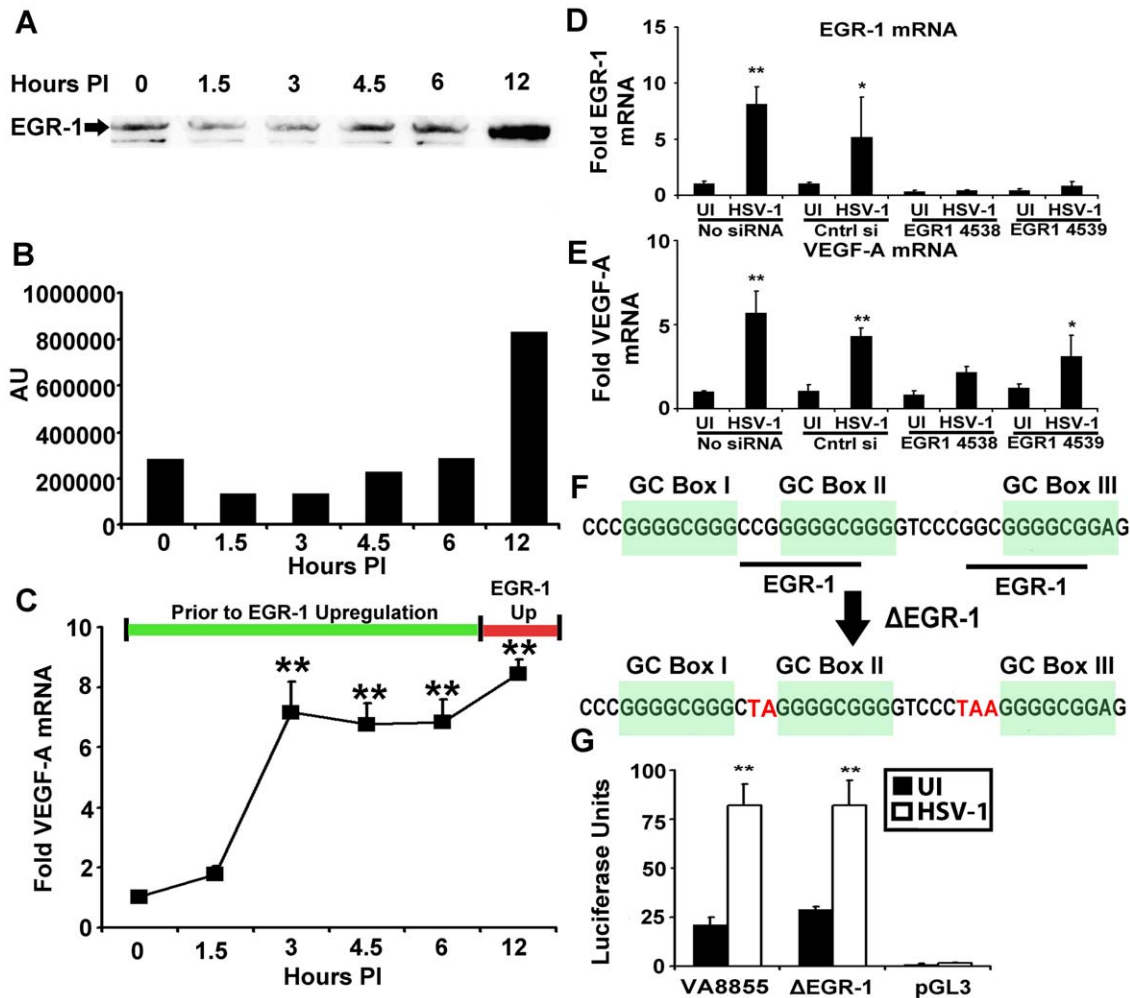 A
Hours PI 0 1.5 3 4.5 6 12
EGR-1
B
1000000
800000
600000
400000
200000
0
AU
0 1.5 3 4.5 6 12
Hours PI
C
Prior to EGR-1 Upregulation
EGR-1
Up
10
8
6
4
2
0
Fold VEGF-A mRNA
** ** ** **
0 1.5 3 4.5 6 12
Hours PI
D
EGR-1 mRNA
15
10
5
0
Fold EGR-1
mRNA
** *
UI HSV-1 UI HSV-1 UI HSV-1 UI HSV-1
No siRNA Cntrl si EGR1 4538 EGR1 4539
E
VEGF-A mRNA
10
5
0
Fold VEGF-A
mRNA
** ** *
UI HSV-1 UI HSV-1 UI HSV-1 UI HSV-1
No siRNA Cntrl si EGR1 4538 EGR1 4539
F
GC Box I GC Box II GC Box III
CCCGGGGCGGGCCGGGGGCGGGGTCCCGGCGGGGCGGAG
EGR-1 EGR-1
ΔEGR-1
GC Box I GC Box II GC Box III
CCCGGGGCGGGCTAGGGGCGGGGTCCCTAAGGGGCGGAG
G
100
75
50
25
0
Luciferase Units
** **
UI
HSV-1
VA8855 ΔEGR-1 pGL3